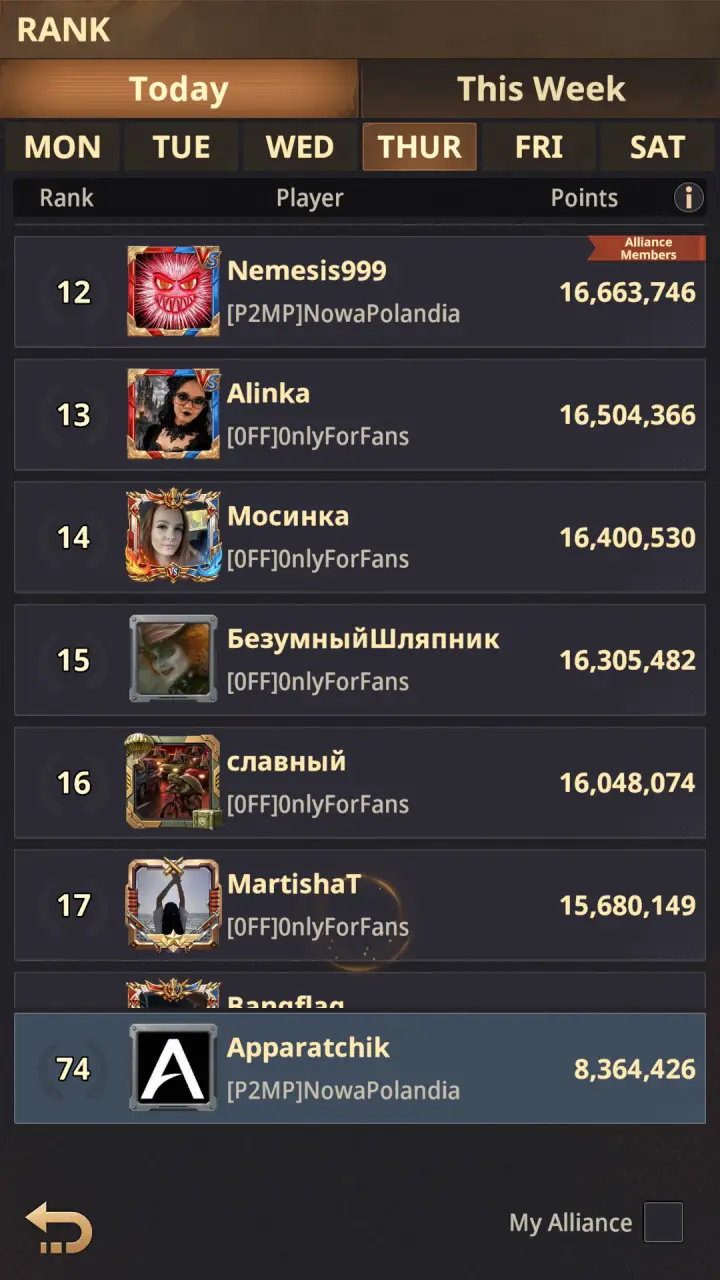 RANK
Today
This Week
MON TUE WED THUR FRI SAT
Rank Player Points
Alliance
Members
12 Nemesis999 16,663,746
[P2MP]NowaPolandia
13 Alinka 16,504,366
[0FF]0nlyForFans
14 Мосинка 16,400,530
[0FF]0nlyForFans
15 БезумныйШляпник 16,305,482
[0FF]0nlyForFans
16 славный 16,048,074
[0FF]0nlyForFans
17 MartishaT 15,680,149
[0FF]0nlyForFans
74 Apparatchik 8,364,426
[P2MP]NowaPolandia
My Alliance